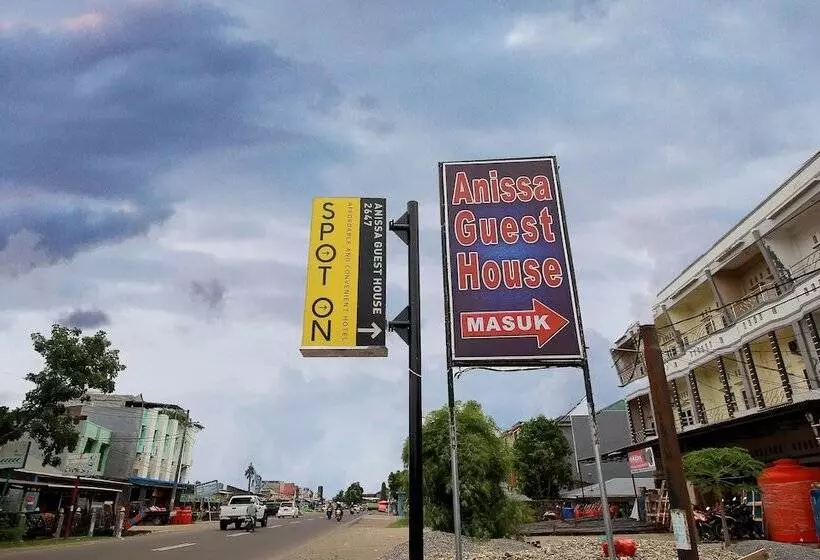 SPOT ON
AFFORDABLE AND CONVENIENT HOTEL
ANISSA GUEST HOUSE
2647
Anissa
Guest
House
MASUK